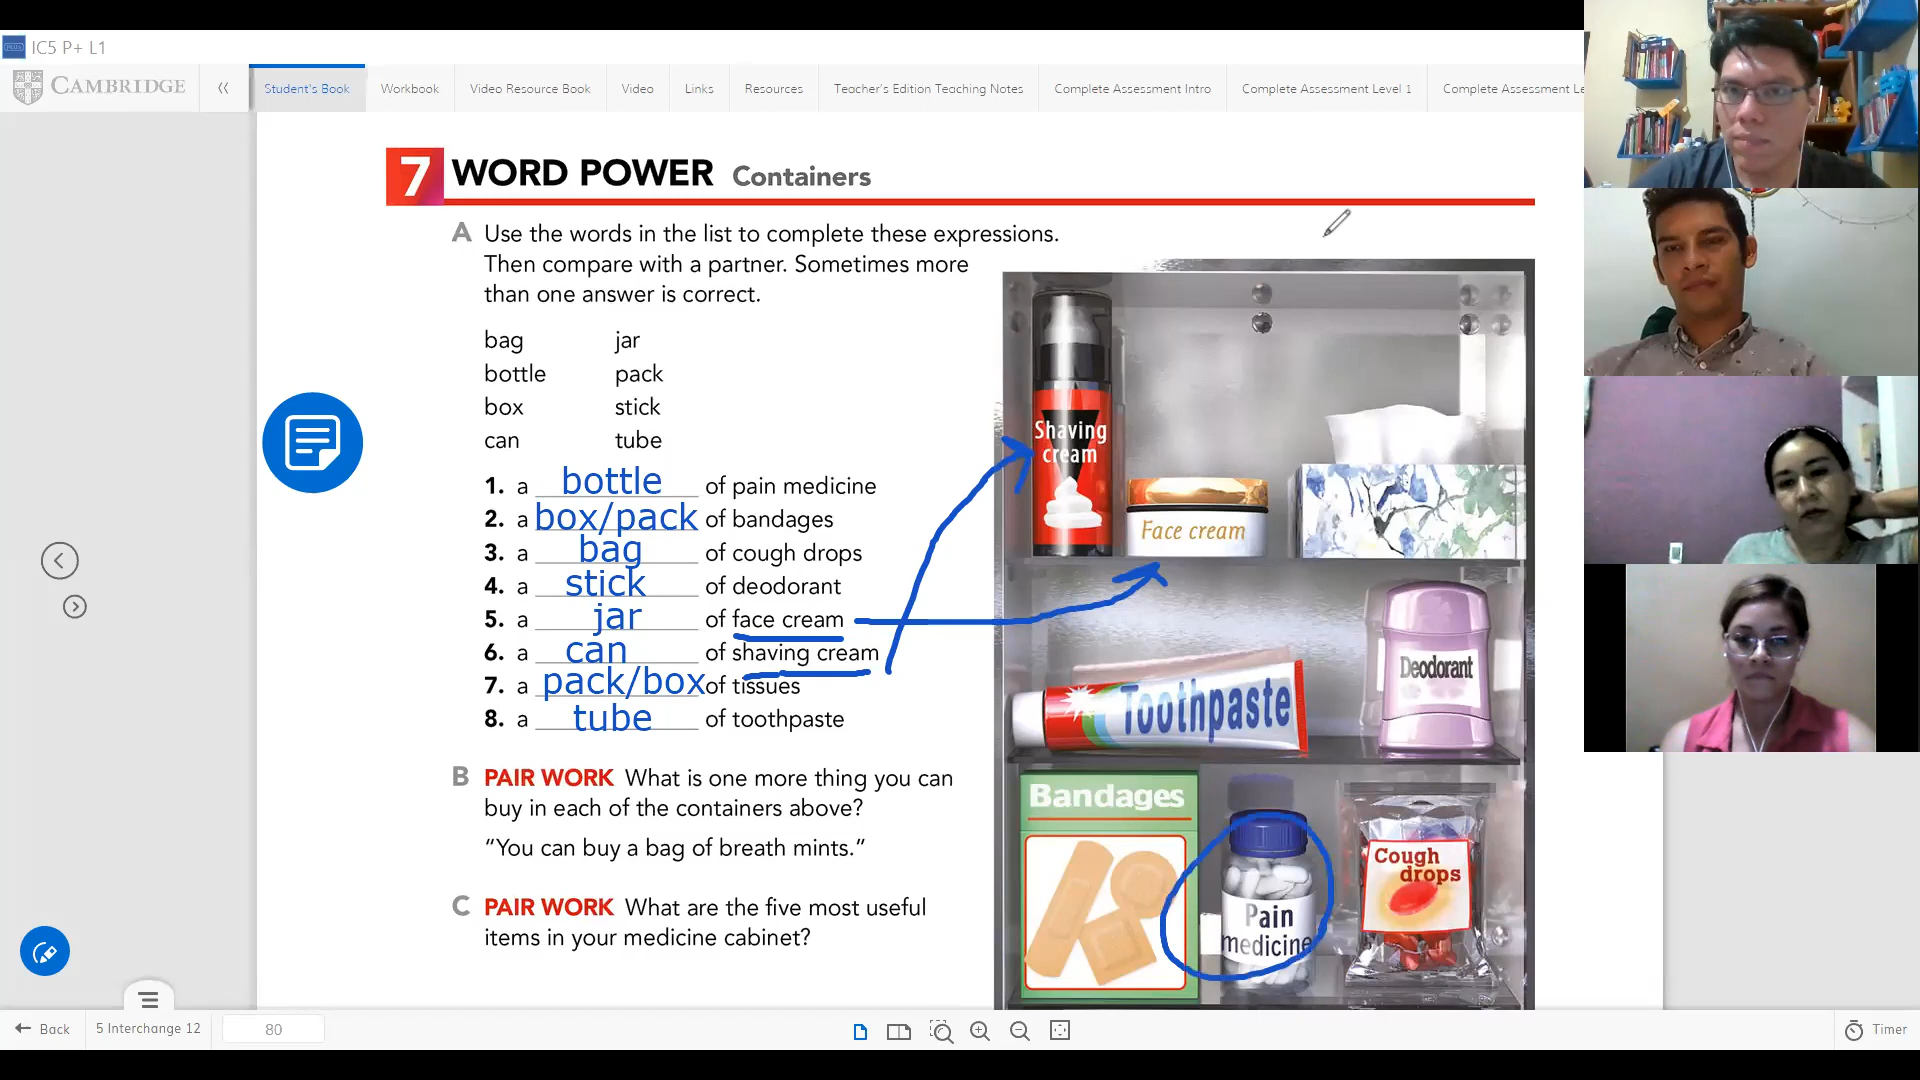 IC5 P+ L1
CAMBRIDGE
Student's Book
Workbook
Video Resource Book
Video
Links
Resources
Teacher's Edition Teaching Notes
Complete Assessment Intro
Complete Assessment Level 1
Complete Assessment Le
7 WORD POWER Containers
A Use the words in the list to complete these expressions.
Then compare with a partner. Sometimes more
than one answer is correct.
bag jar
bottle pack
box stick
can tube
1. a bottle of pain medicine
2. a box/pack of bandages
3. a bag of cough drops
4. a stick of deodorant
5. a jar of face cream
6. a can of shaving cream
7. a pack/box of tissues
8. a tube of toothpaste
B PAIR WORK What is one more thing you can
buy in each of the containers above?
“You can buy a bag of breath mints.”
C PAIR WORK What are the five most useful
items in your medicine cabinet?
Shaving
cream
Face cream
Toothpaste
Deodorant
Bandages
Pain
medicine
Cough
drops
Back
5 Interchange 12
80
Timer